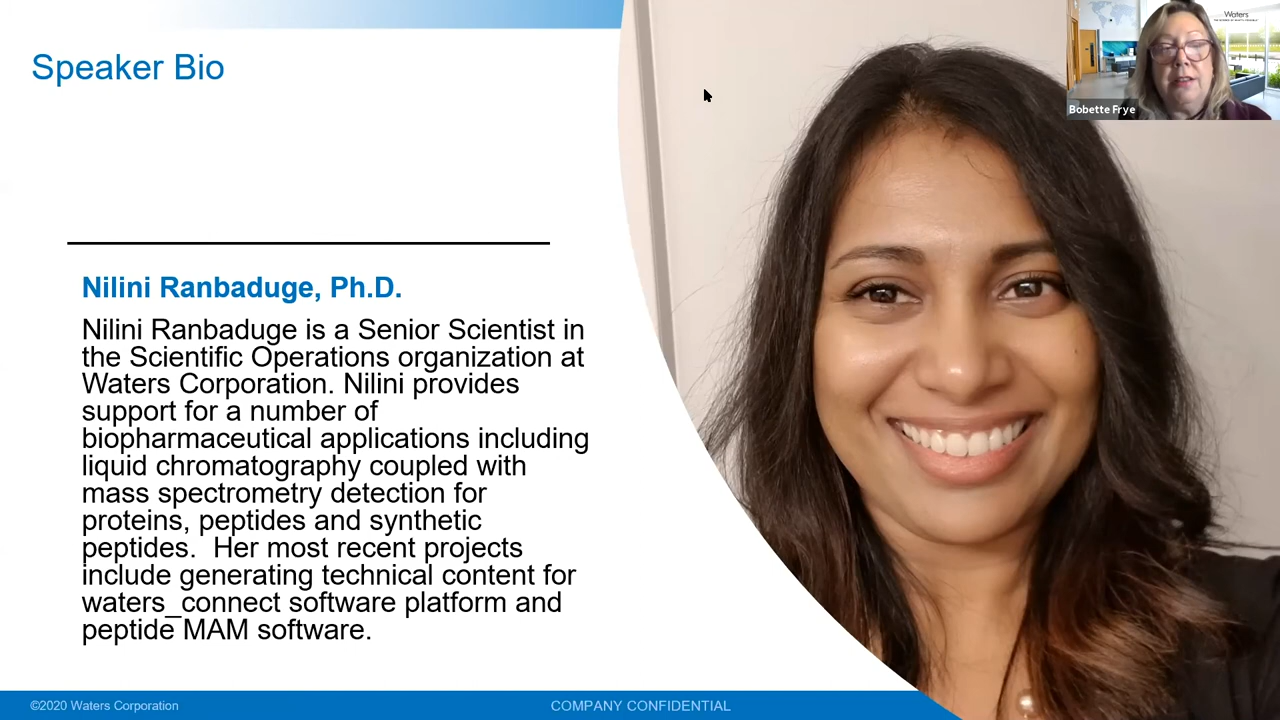 Speaker Bio
Waters
Bobette Frye
Nilini Ranbaduge, Ph.D.
Nilini Ranbaduge is a Senior Scientist in
the Scientific Operations organization at
Waters Corporation. Nilini provides
support for a number of
biopharmaceutical applications including
liquid chromatography coupled with
mass spectrometry detection for
proteins, peptides and synthetic
peptides.  Her most recent projects
include generating technical content for
waters_connect software platform and
peptide MAM software.
©2020 Waters Corporation
COMPANY CONFIDENTIAL